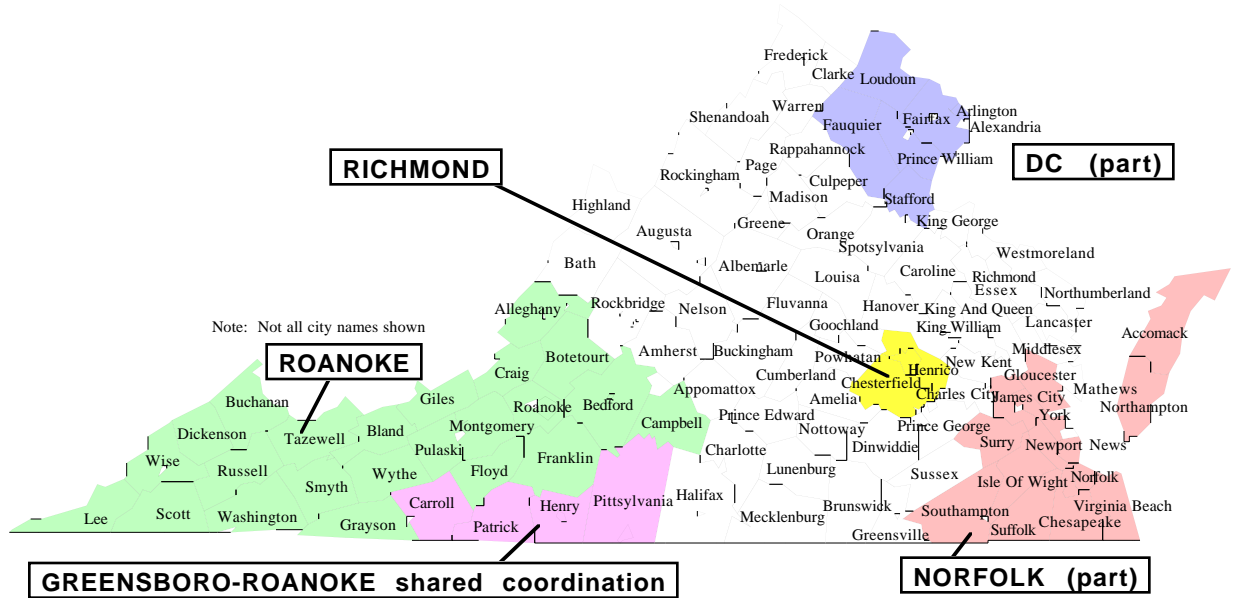 Frederick
Clarke
Loudoun
Warren
Shenandoah
Fairfax
Arlington
Alexandria
Fauquier
Rappahannock
Prince William
DC (part)
RICHMOND
Page
Rockingham
Culpeper
Madison
Stafford
Highland
Greene
King George
Augusta
Orange
Spotsylvania
Westmoreland
Bath
Albemarle
Louisa
Caroline
Richmond
Essex
Northumberland
Alleghany
Rockbridge
Nelson
Fluvanna
Hanover
King And Queen
Lancaster
Note: Not all city names shown
Goochland
King William
Accomack
ROANOKE
Botetourt
Amherst
Buckingham
Powhatan
New Kent
Middlesex
Craig
Cumberland
Henrico
Gloucester
Mathews
Buchanan
Giles
Roanoke
Bedford
Appomattox
Chesterfield
Amelia
Charles City
James City
Northampton
Dickenson
Tazewell
Bland
Montgomery
Campbell
Prince Edward
Nottoway
Prince George
York
Wise
Russell
Pulaski
Franklin
Charlotte
Dinwiddie
Surry
Newport News
Smyth
Wythe
Floyd
Lunenburg
Sussex
Isle Of Wight
Norfolk
Lee
Scott
Washington
Grayson
Carroll
Patrick
Henry
Pittsylvania
Halifax
Mecklenburg
Brunswick
Greensville
Southampton
Suffolk
Chesapeake
Virginia Beach
GREENSBORO-ROANOKE shared coordination
NORFOLK (part)